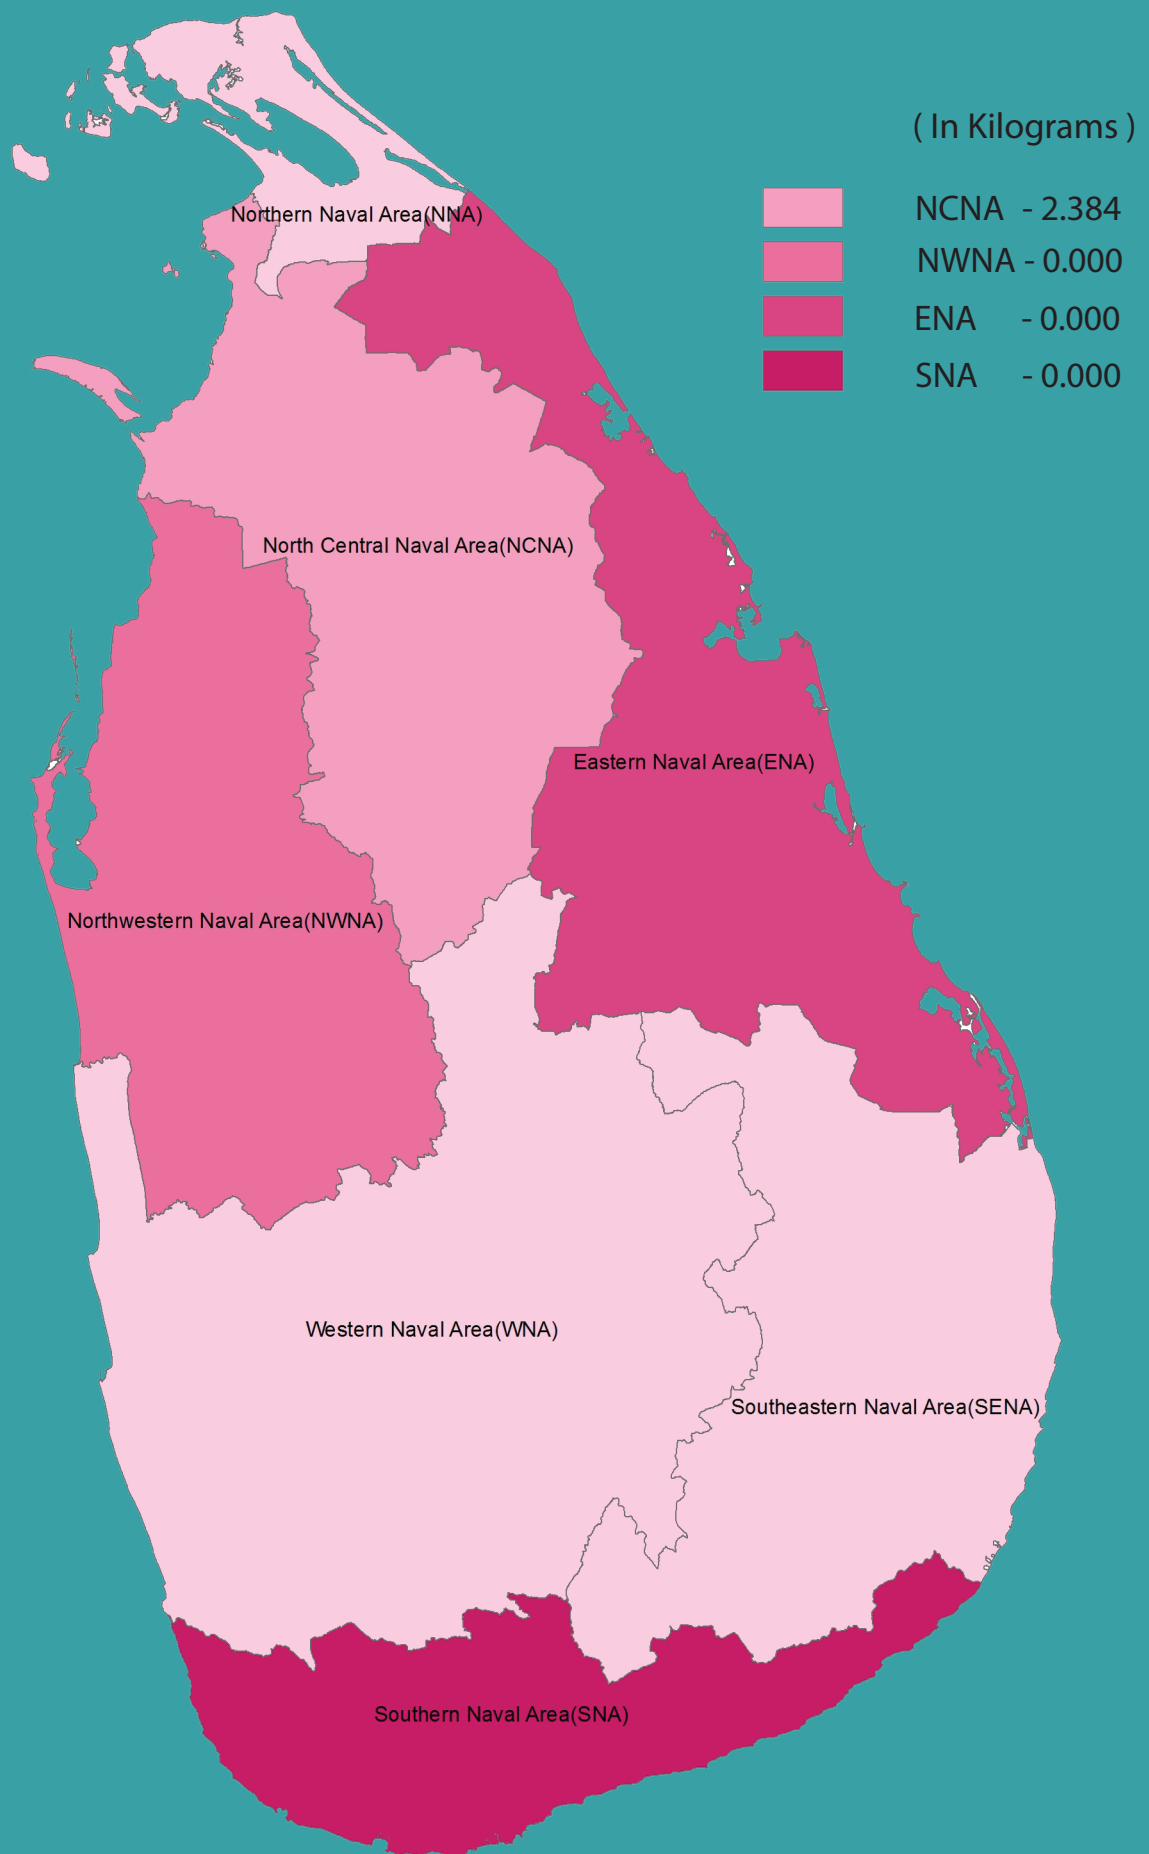 ( In Kilograms )
NCNA - 2.384
NWNA - 0.000
ENA - 0.000
SNA - 0.000
Northern Naval Area(NNA)
North Central Naval Area(NCNA)
Eastern Naval Area(ENA)
Northwestern Naval Area(NWNA)
Western Naval Area(WNA)
Southeastern Naval Area(SENA)
Southern Naval Area(SNA)